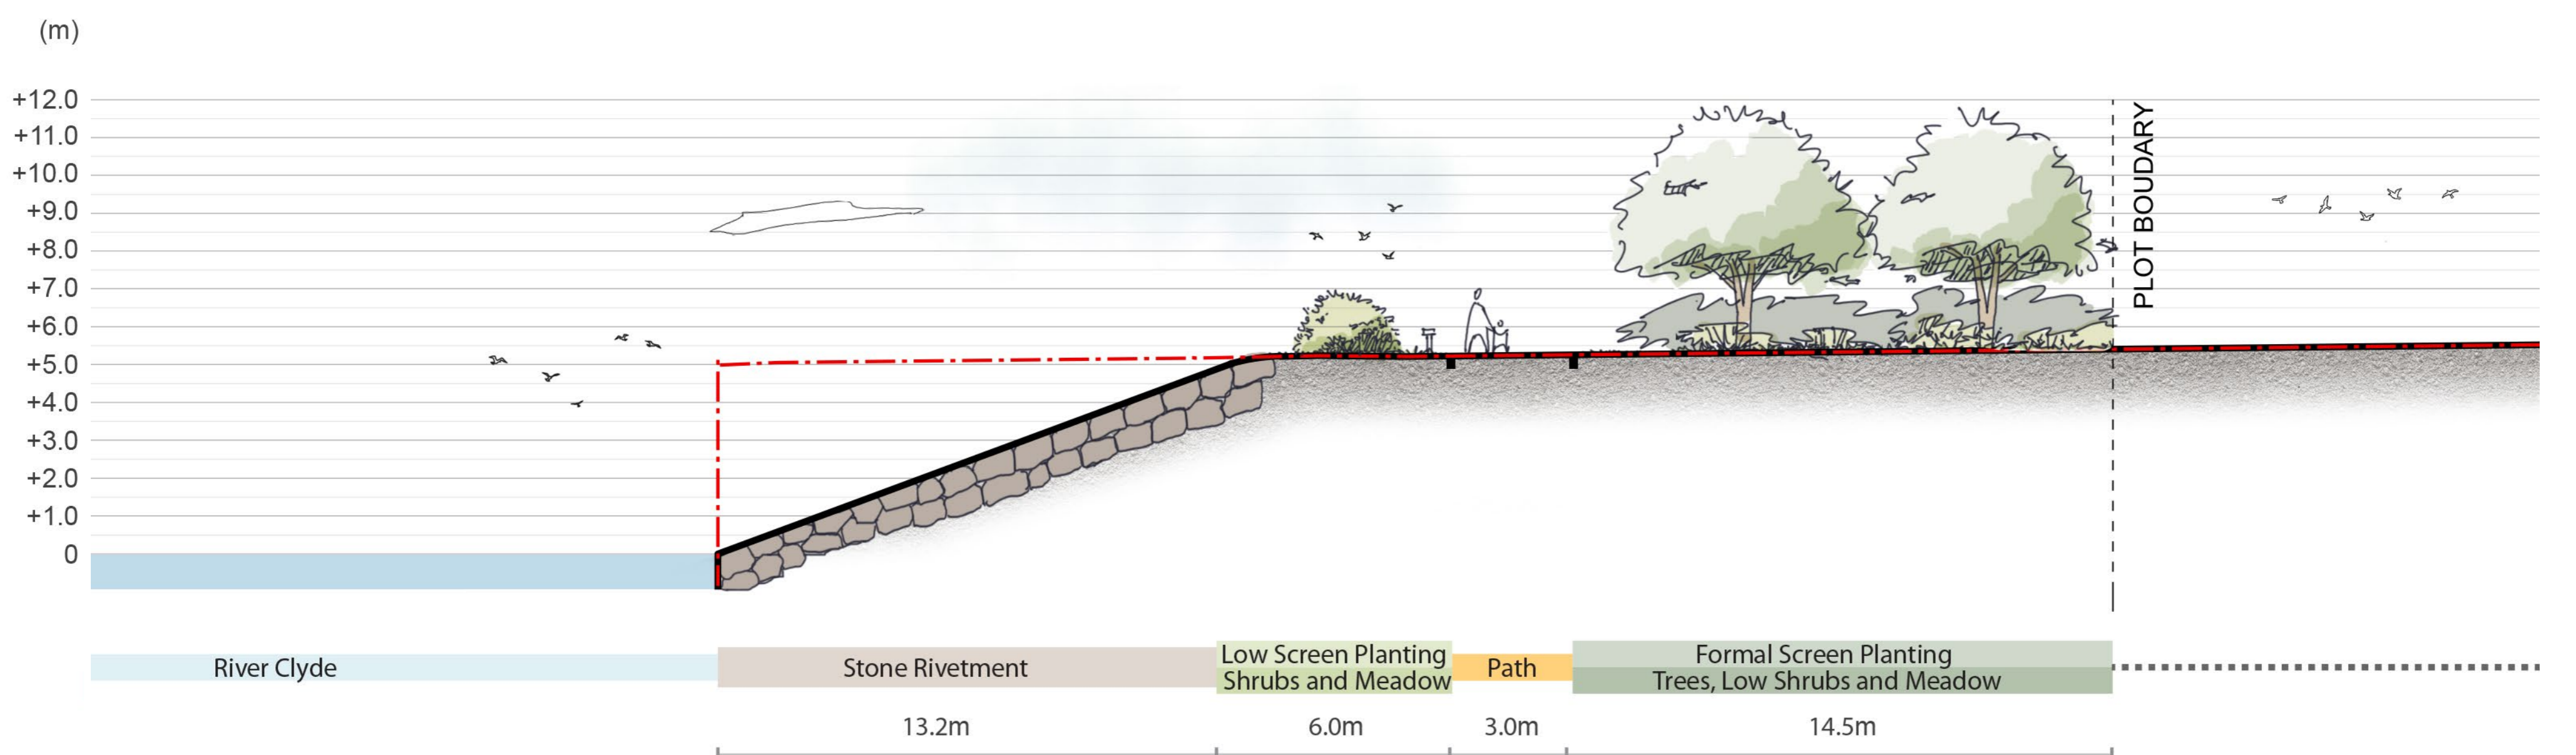 (m)
+12.0
+11.0
+10.0
+9.0
+8.0
+7.0
+6.0
+5.0
+4.0
+3.0
+2.0
+1.0
0
PLOT BOUDARY
River Clyde
Stone Rivetment
Low Screen Planting
Shrubs and Meadow
Path
Formal Screen Planting
Trees, Low Shrubs and Meadow
13.2m
6.0m
3.0m
14.5m